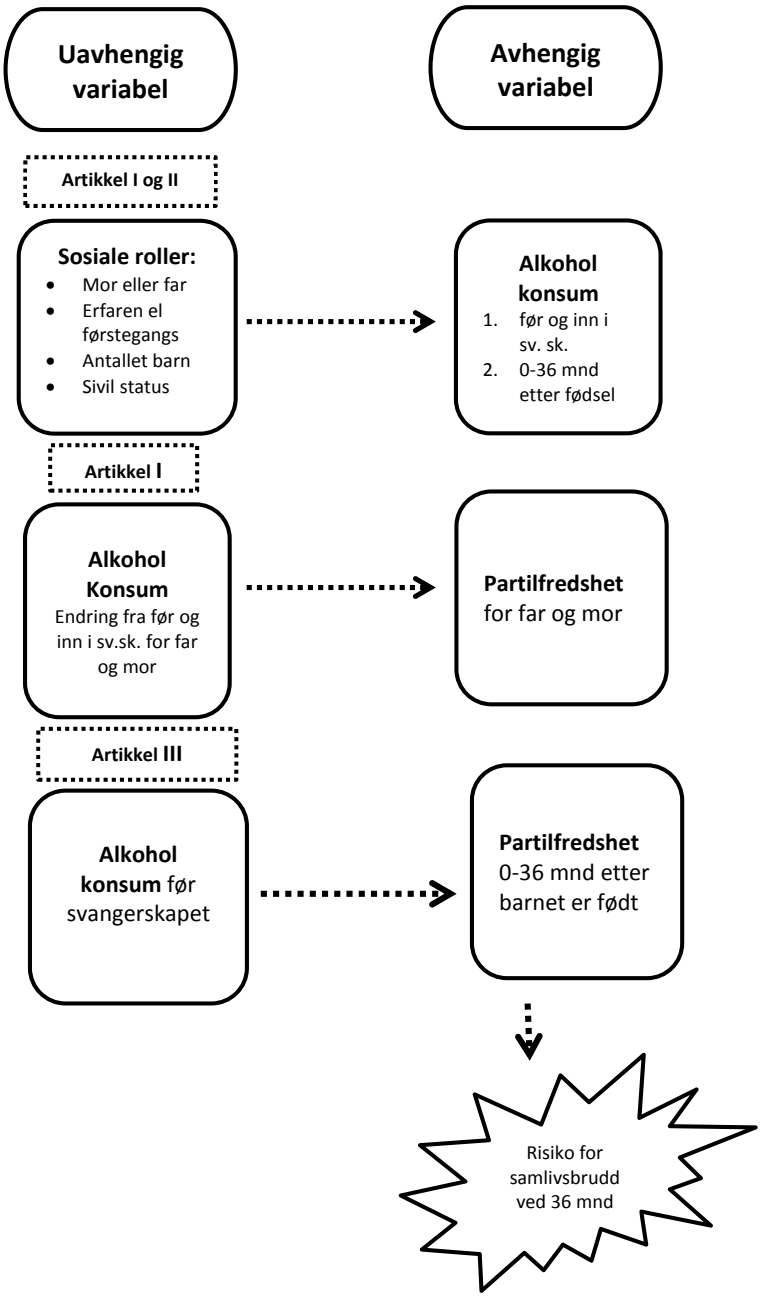 Uavhengig
variabel
Avhengig
variabel
Artikkel I og II
Sosiale roller:
• Mor eller far
• Erfaren el
førstegangs
• Antallet barn
• Sivil status
Alkohol
konsum
1. før og inn i
sv. sk.
2. 0-36 mnd
etter fødsel
Artikkel I
Alkohol
Konsum
Endring fra før og
inn i sv.sk. for far
og mor
Partilfredshet
for far og mor
Artikkel III
Alkohol
konsum før
svangerskapet
Partilfredshet
0-36 mnd etter
barnet er født
Risiko for
samlivsbrudd
ved 36 mnd